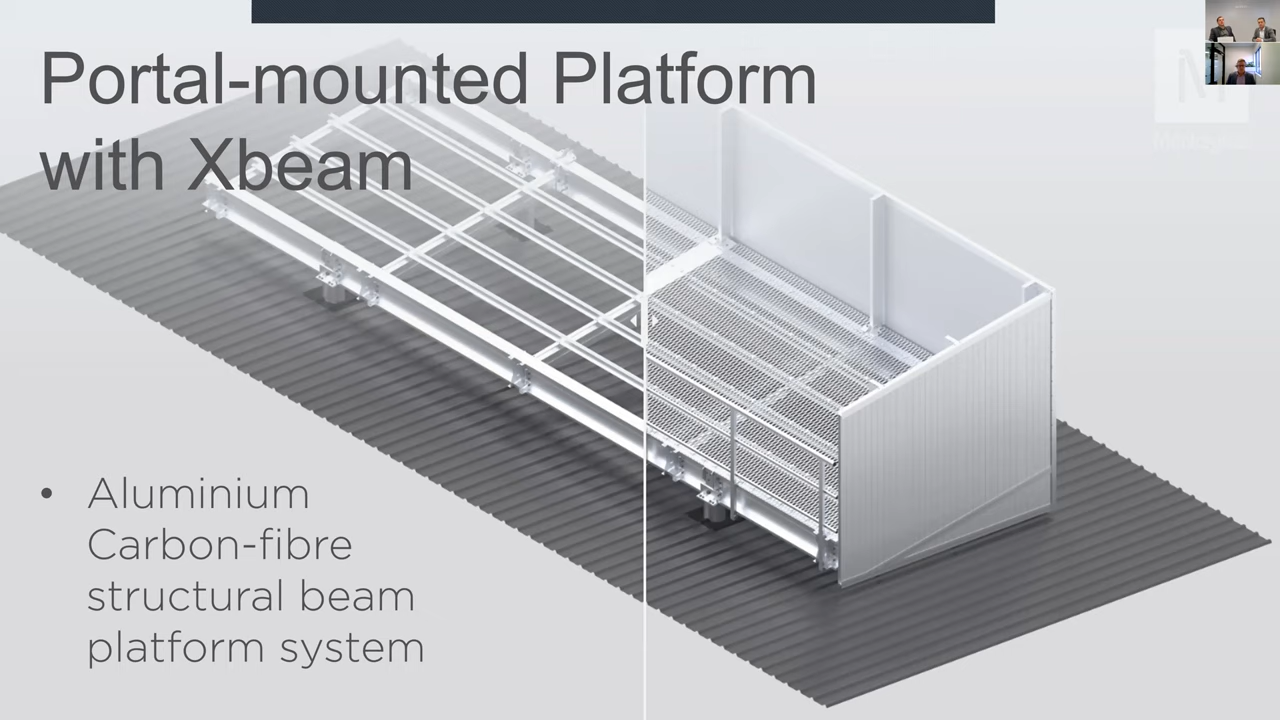 Portal-mounted Platform
with Xbeam
• Aluminium
Carbon-fibre
structural beam
platform system